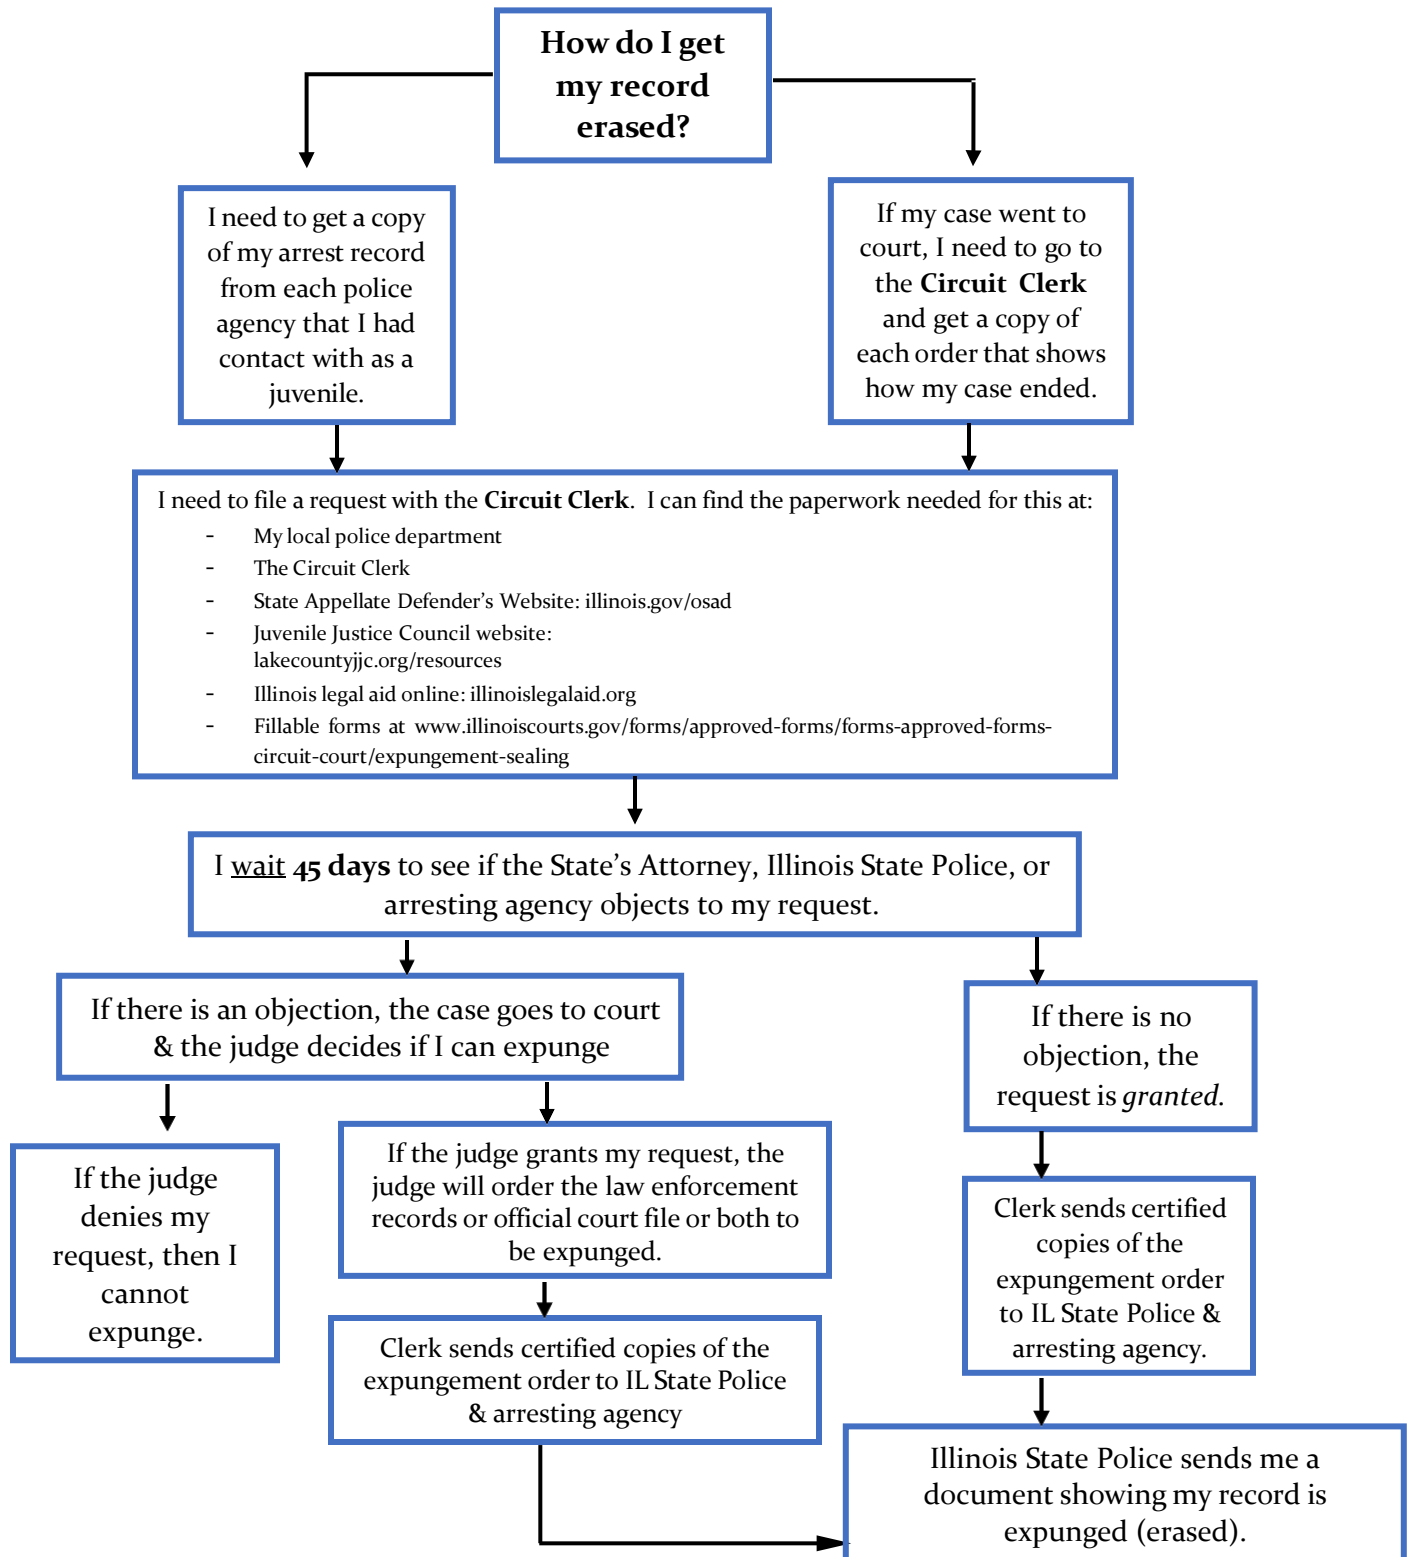 How do I get
my record
erased?
I need to get a copy
of my arrest record
from each police
agency that I had
contact with as a
juvenile.
If my case went to
court, I need to go to
the Circuit Clerk
and get a copy of
each order that shows
how my case ended.
I need to file a request with the Circuit Clerk. I can find the paperwork needed for this at:
- My local police department
- The Circuit Clerk
- State Appellate Defender’s Website: illinois.gov/osad
- Juvenile Justice Council website:
lakecountyjjc.org/resources
- Illinois legal aid online: illinoislegalaid.org
- Fillable forms at www.illinoiscourts.gov/forms/approved-forms/forms-approved-forms-
circuit-court/expungement-sealing
I wait 45 days to see if the State’s Attorney, Illinois State Police, or
arresting agency objects to my request.
If there is an objection, the case goes to court
& the judge decides if I can expunge
If there is no
objection, the
request is granted.
If the judge
denies my
request, then I
cannot
expunge.
If the judge grants my request, the
judge will order the law enforcement
records or official court file or both to
be expunged.
Clerk sends certified
copies of the
expungement order
to IL State Police &
arresting agency.
Clerk sends certified copies of the
expungement order to IL State Police
& arresting agency
Illinois State Police sends me a
document showing my record is
expunged (erased).